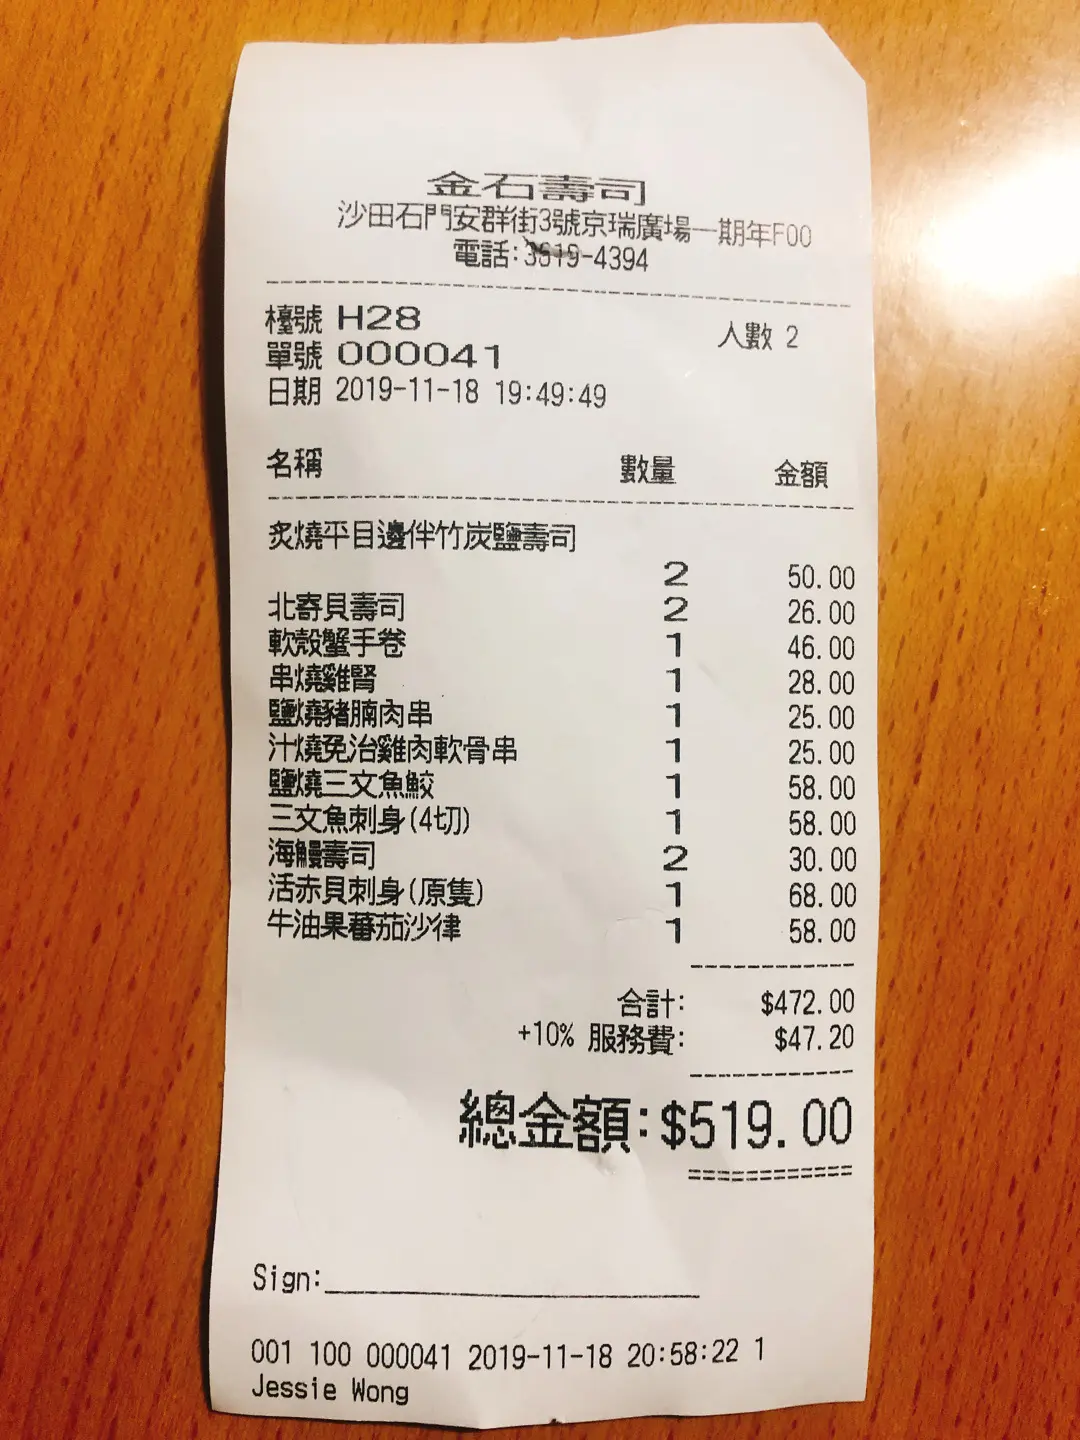 金石壽司
沙田石門安群街3號京瑞廣場一期年F00
電話:3619-4394
檯號 H28
人數 2
單號 000041
日期 2019-11-18 19:49:49
名稱 數量 金額
炙燒平目邊伴竹炭鹽壽司
2 50.00
北寄貝壽司 2 26.00
軟殼蟹手卷 1 46.00
串燒雞腎 1 28.00
鹽燒豬腩肉串 1 25.00
汁燒免治雞肉軟骨串 1 25.00
鹽燒三文魚鮫 1 58.00
三文魚刺身(4切) 1 58.00
海鰻壽司 2 30.00
活赤貝刺身(原隻) 1 68.00
牛油果蕃茄沙律 1 58.00
合計: $472.00
+10% 服務費: $47.20
總金額:$519.00
Sign:
001 100 000041 2019-11-18 20:58:22 1
Jessie Wong